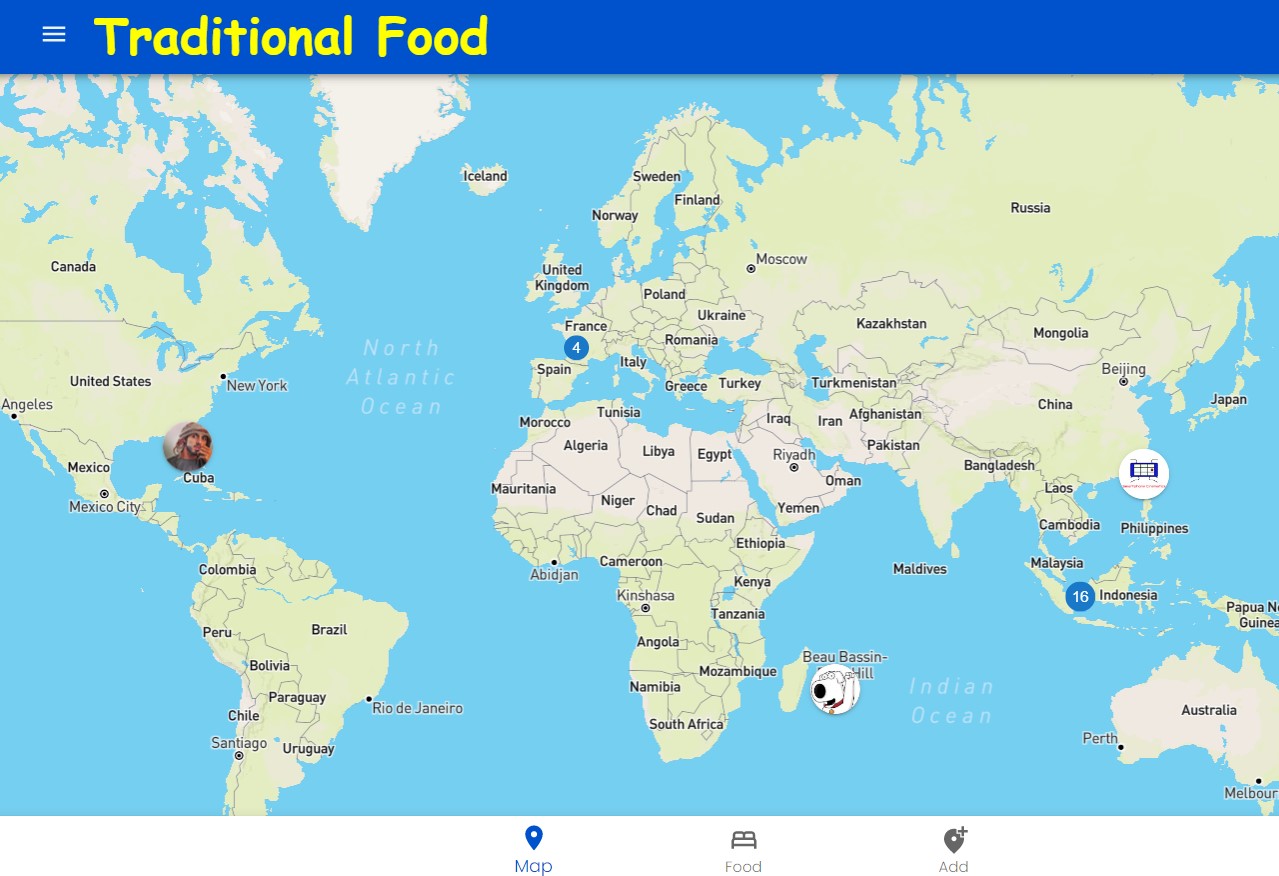 Traditional Food
Iceland
Sweden
Finland
Norway
Russia
Moscow
Canada
United
Kingdom
Poland
Ukraine
France
Kazakhstan
Mongolia
Romania
4
North
Atlantic
Ocean
Italy
Spain
Beijing
United States
New York
Greece
Turkey
Turkmenistan
Japan
Angeles
China
Tunisia
Iraq
Iran
Afghanistan
Morocco
Algeria
Libya
Egypt
Riyadh
Pakistan
Mexico
Cuba
Bangladesh
Oman
Mauritania
Laos
Mexico City
Niger
Chad
Yemen
Sudan
Cambodia
Philippines
Ethiopia
Colombia
Abidjan
Cameroon
Maldives
Malaysia
Kenya
Kinshasa
16
Indonesia
Tanzania
Papua Ne
Guinea
Peru
Brazil
Angola
Beau Bassin-
Hill
Bolivia
Mozambique
Namibia
Indian
Ocean
Paraguay
Rio de Janeiro
Chile
South Africa
Australia
Santiago
Uruguay
Perth
Melbour
Map
Food
Add